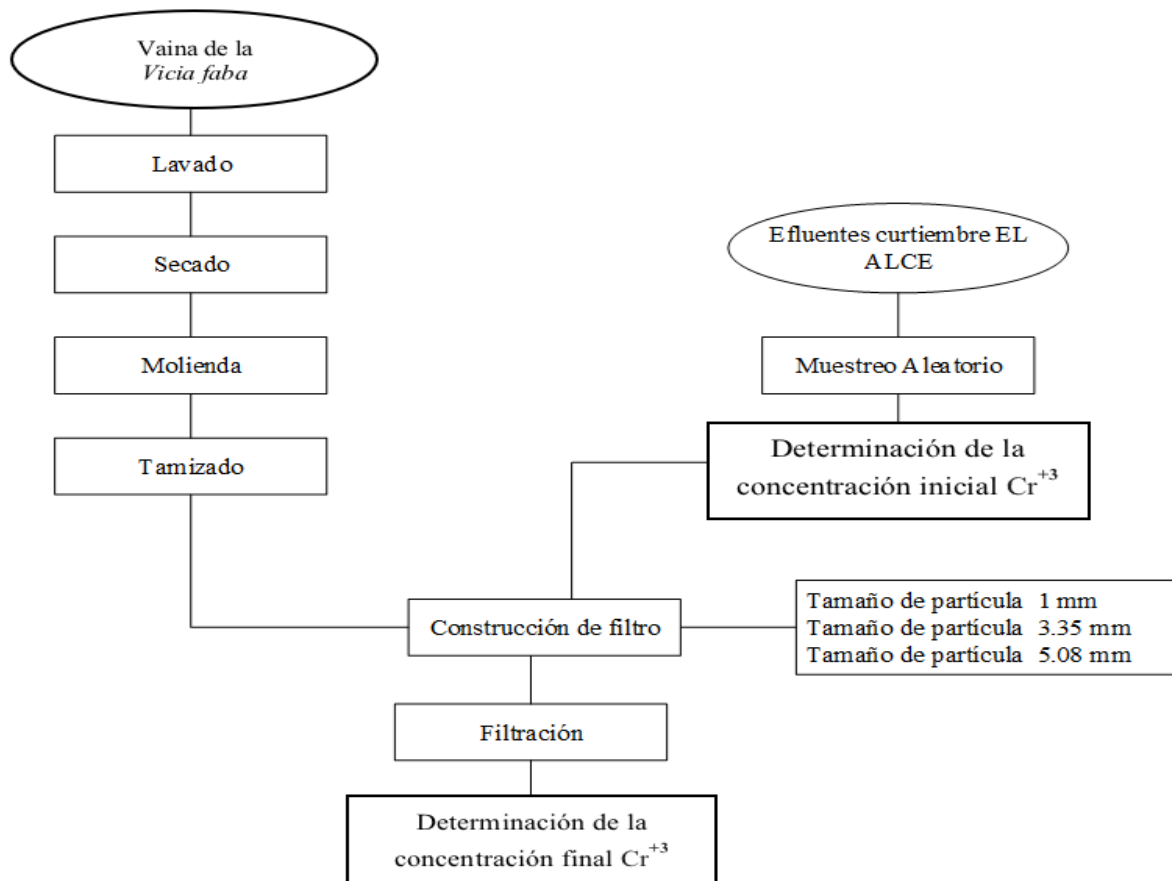 Vaina de la
Vicia faba
Lavado
Secado
Molienda
Tamizado
Efluentes curtiembre EL
ALCE
Muestreo Aleatorio
Determinación de la
concentración inicial Cr⁺³
Construcción de filtro
Tamaño de partícula 1 mm
Tamaño de partícula 3.35 mm
Tamaño de partícula 5.08 mm
Filtración
Determinación de la
concentración final Cr⁺³